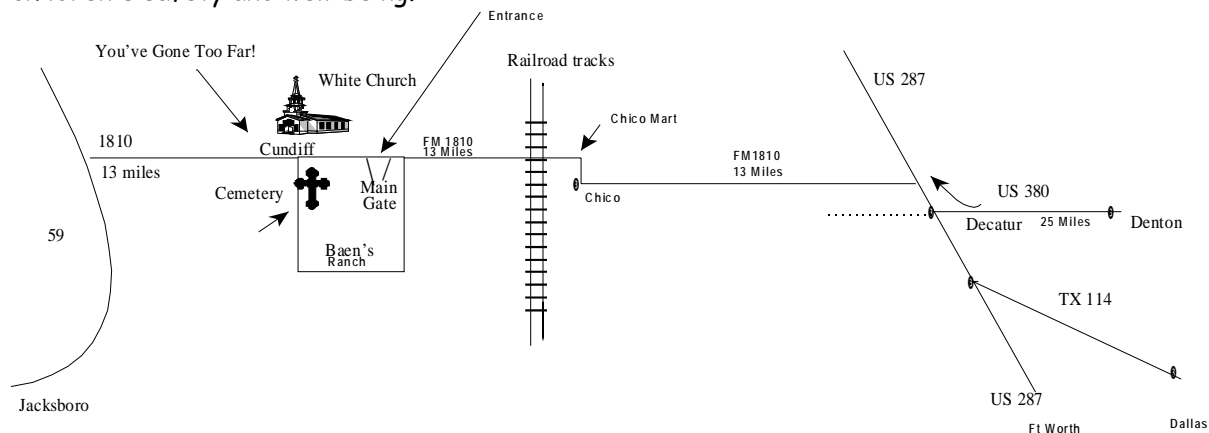 Entrance
You've Gone Too Far!
White Church
Railroad tracks
US 287
Chico Mart
1810
13 miles
Cundiff
FM 1810
13 Miles
FM1810
13 Miles
Cemetery
Main
Gate
Chico
US 380
25 Miles
Decatur
Denton
59
Baen's
Ranch
TX 114
US 287
Jacksboro
Ft Worth
Dallas